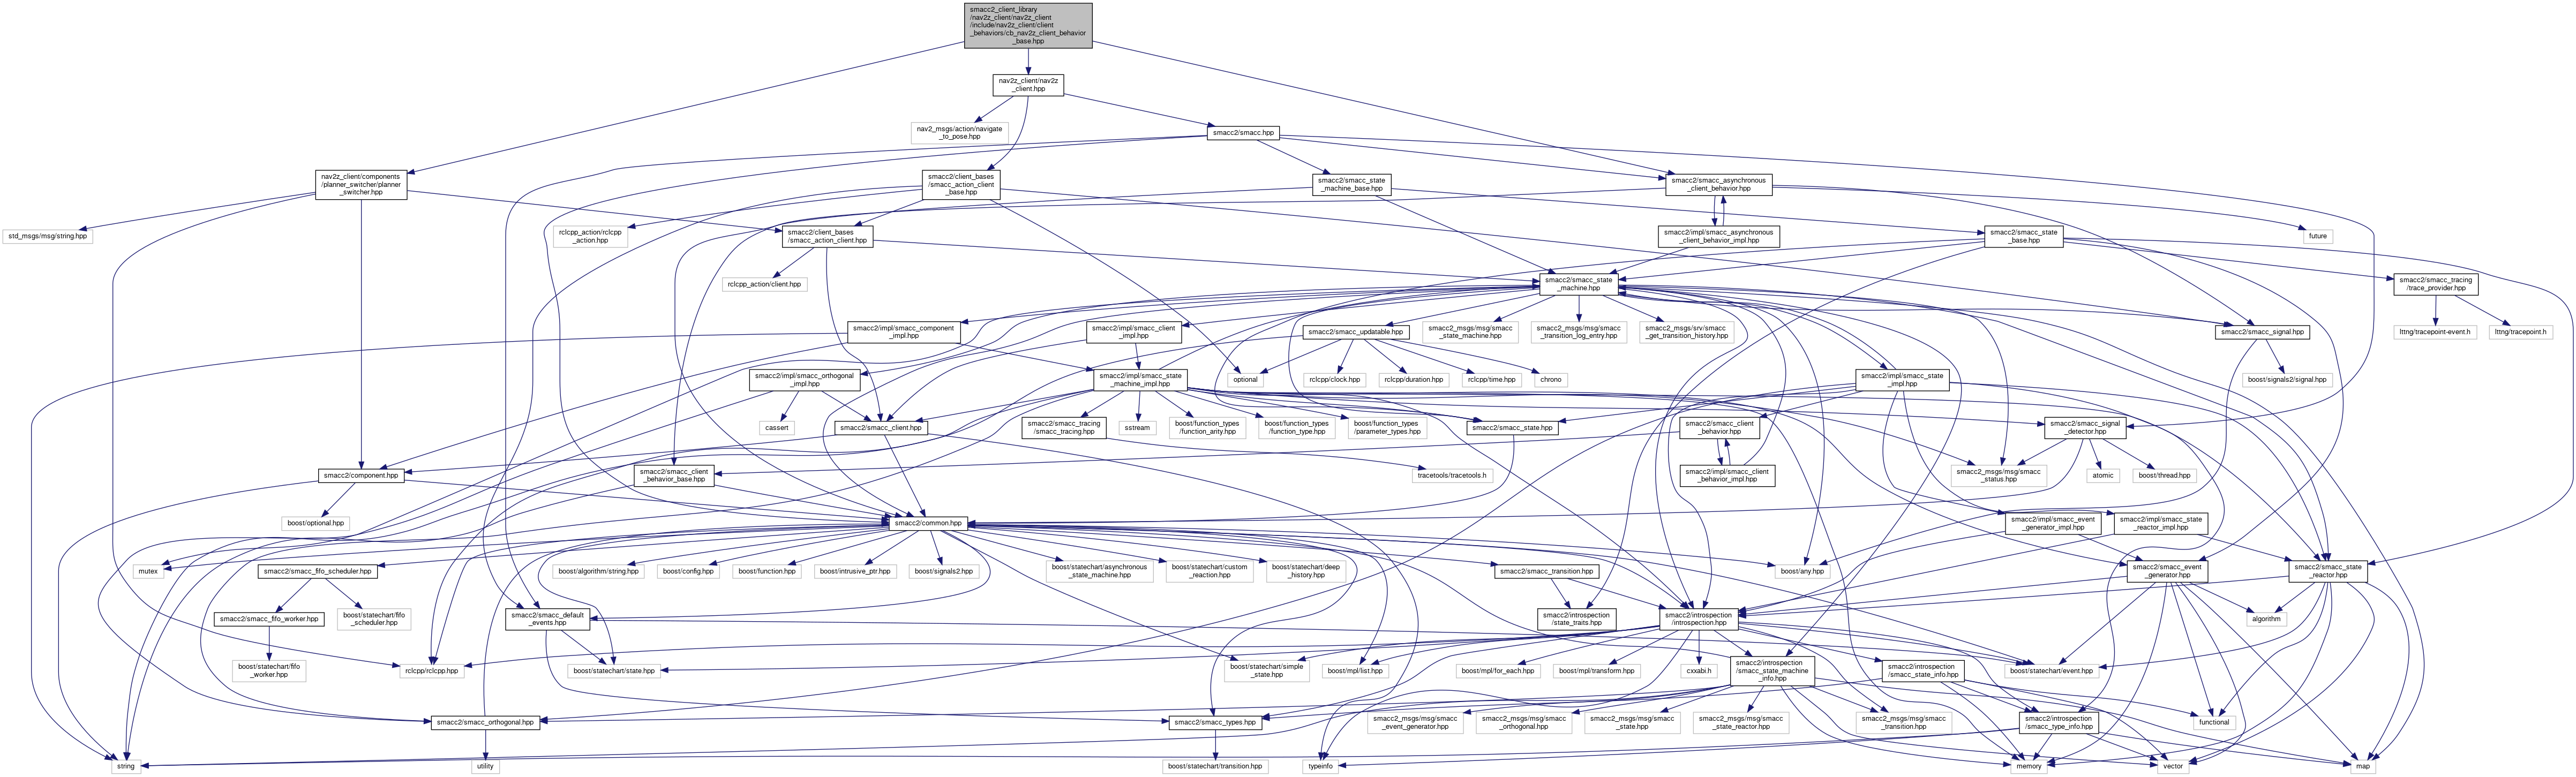 smacc2_client_library
/nav2z_client/nav2z_client
/include/nav2z_client/client
_behaviors/cb_nav2z_client_behavior
_base.hpp
nav2z_client/nav2z
_client.hpp
nav2_msgs/action/navigate
_to_pose.hpp
smacc2/smacc.hpp
nav2z_client/components
/planner_switcher/planner
_switcher.hpp
smacc2/client_bases
/smacc_action_client
_base.hpp
smacc2/smacc_state
_machine_base.hpp
smacc2/smacc_asynchronous
_client_behavior.hpp
std_msgs/msg/string.hpp
rclcpp_action/rclcpp
_action.hpp
smacc2/client_bases
/smacc_action_client.hpp
smacc2/impl/smacc_asynchronous
_client_behavior_impl.hpp
smacc2/smacc_state
_base.hpp
future
rclcpp_action/client.hpp
smacc2/smacc_state
_machine.hpp
smacc2/smacc_tracing
/trace_provider.hpp
smacc2/impl/smacc_component
_impl.hpp
smacc2/impl/smacc_client
_impl.hpp
smacc2/smacc_updatable.hpp
smacc2_msgs/msg/smacc
_state_machine.hpp
smacc2_msgs/msg/smacc
_transition_log_entry.hpp
smacc2_msgs/srv/smacc
_get_transition_history.hpp
smacc2/smacc_signal.hpp
lttng/tracepoint-event.h
lttng/tracepoint.h
smacc2/impl/smacc_orthogonal
_impl.hpp
smacc2/impl/smacc_state
_machine_impl.hpp
optional
rclcpp/clock.hpp
rclcpp/duration.hpp
rclcpp/time.hpp
chrono
smacc2/impl/smacc_state
_impl.hpp
boost/signals2/signal.hpp
cassert
smacc2/smacc_client.hpp
smacc2/smacc_tracing
/smacc_tracing.hpp
sstream
boost/function_types
/function_arity.hpp
boost/function_types
/function_type.hpp
boost/function_types
/parameter_types.hpp
smacc2/smacc_state.hpp
smacc2/smacc_client
_behavior.hpp
smacc2/smacc_signal
_detector.hpp
smacc2/component.hpp
smacc2/smacc_client
_behavior_base.hpp
tracetools/tracetools.h
smacc2/impl/smacc_client
_behavior_impl.hpp
smacc2_msgs/msg/smacc
_status.hpp
atomic
boost/thread.hpp
boost/optional.hpp
smacc2/common.hpp
smacc2/impl/smacc_event
_generator_impl.hpp
smacc2/impl/smacc_state
_reactor_impl.hpp
mutex
smacc2/smacc_fifo_scheduler.hpp
boost/algorithm/string.hpp
boost/config.hpp
boost/function.hpp
boost/intrusive_ptr.hpp
boost/signals2.hpp
boost/statechart/asynchronous
_state_machine.hpp
boost/statechart/custom
_reaction.hpp
boost/statechart/deep
_history.hpp
smacc2/smacc_transition.hpp
boost/any.hpp
smacc2/smacc_event
_generator.hpp
smacc2/smacc_state
_reactor.hpp
smacc2/smacc_fifo_worker.hpp
boost/statechart/fifo
_scheduler.hpp
smacc2/smacc_default
_events.hpp
smacc2/introspection
/state_traits.hpp
smacc2/introspection
/introspection.hpp
algorithm
boost/statechart/fifo
_worker.hpp
rclcpp/rclcpp.hpp
boost/statechart/state.hpp
boost/statechart/simple
_state.hpp
boost/mpl/list.hpp
boost/mpl/for_each.hpp
boost/mpl/transform.hpp
cxxabi.h
smacc2/introspection
/smacc_state_machine
_info.hpp
smacc2/introspection
/smacc_state_info.hpp
boost/statechart/event.hpp
smacc2/smacc_orthogonal.hpp
smacc2/smacc_types.hpp
smacc2_msgs/msg/smacc
_event_generator.hpp
smacc2_msgs/msg/smacc
_orthogonal.hpp
smacc2_msgs/msg/smacc
_state.hpp
smacc2_msgs/msg/smacc
_state_reactor.hpp
smacc2_msgs/msg/smacc
_transition.hpp
smacc2/introspection
/smacc_type_info.hpp
functional
string
utility
boost/statechart/transition.hpp
typeinfo
memory
vector
map